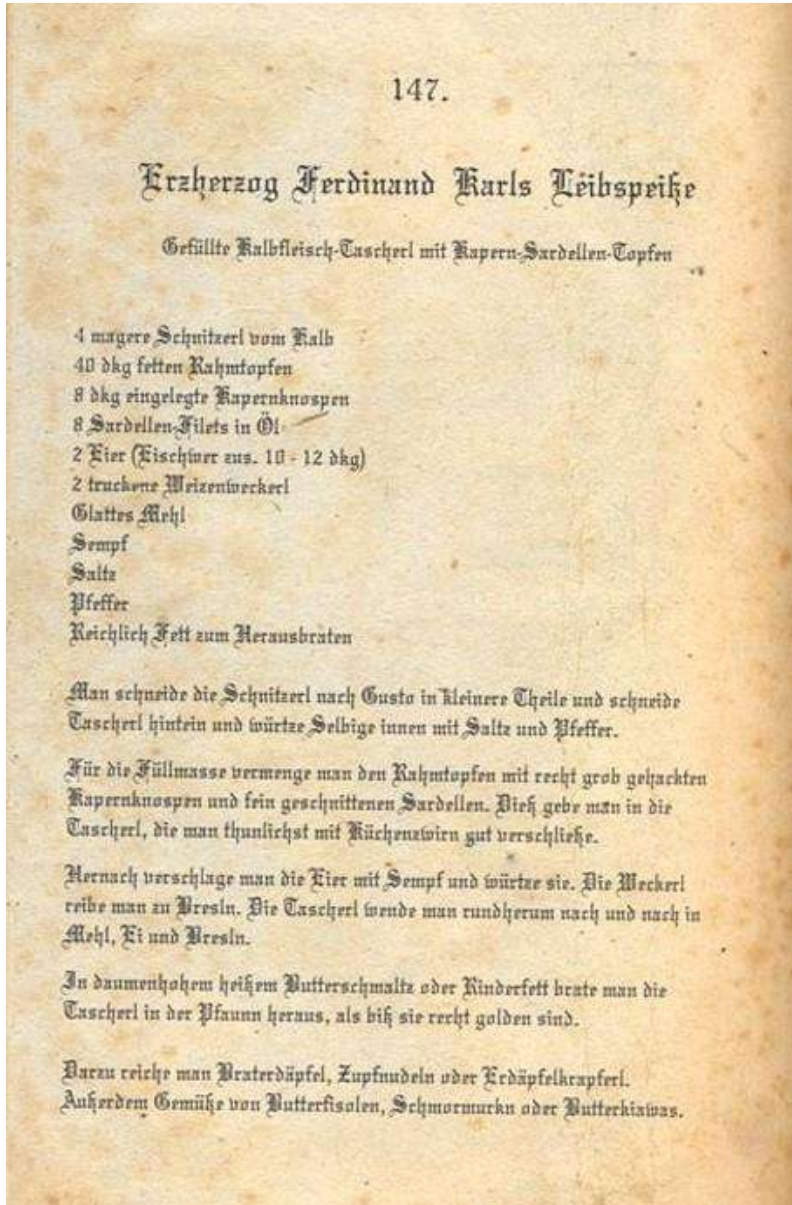 147.
Erzherzog Ferdinand Karls Leibspeiße
Gefüllte Kalbfleisch-Tascherl mit Kapern-Sardellen-Topfen
4 magere Schnitzerl vom Kalb
40 dkg fetten Rahmtopfen
8 dkg eingelegte Kapernknospen
8 Sardellen-Filets in Öl
2 Eier (Eischwer zus. 10 - 12 dkg)
2 truckene Weizenweckerl
Glattes Mehl
Sempf
Saltz
Pfeffer
Reichlich Fett zum Herausbraten
Man schneide die Schnitzerl nach Gusto in kleinere Theile und schneide
Tascherl hintein und würtze Selbige innen mit Saltz und Pfeffer.
Für die Füllmasse vermenge man den Rahmtopfen mit recht grob gehackten
Kapernknospen und fein geschnittenen Sardellen. Dieß gebe man in die
Tascherl, die man thunlichst mit Küchenzwirn gut verschließe.
Hernach verschlage man die Eier mit Sempf und würtze sie. Die Weckerl
reibe man zu Bresln. Die Tascherl wende man rundherum nach und nach in
Mehl, Ei und Bresln.
In daumenhohem heißem Butterschmaltz oder Rinderfett brate man die
Tascherl in der Pfaunn heraus, als biß sie recht golden sind.
Darzu reiche man Braterdäpfel, Zupfnudeln oder Erdäpfelkrapferl.
Außerdem Gemüße von Butterfisolen, Schmormurkn oder Butterkiawas.